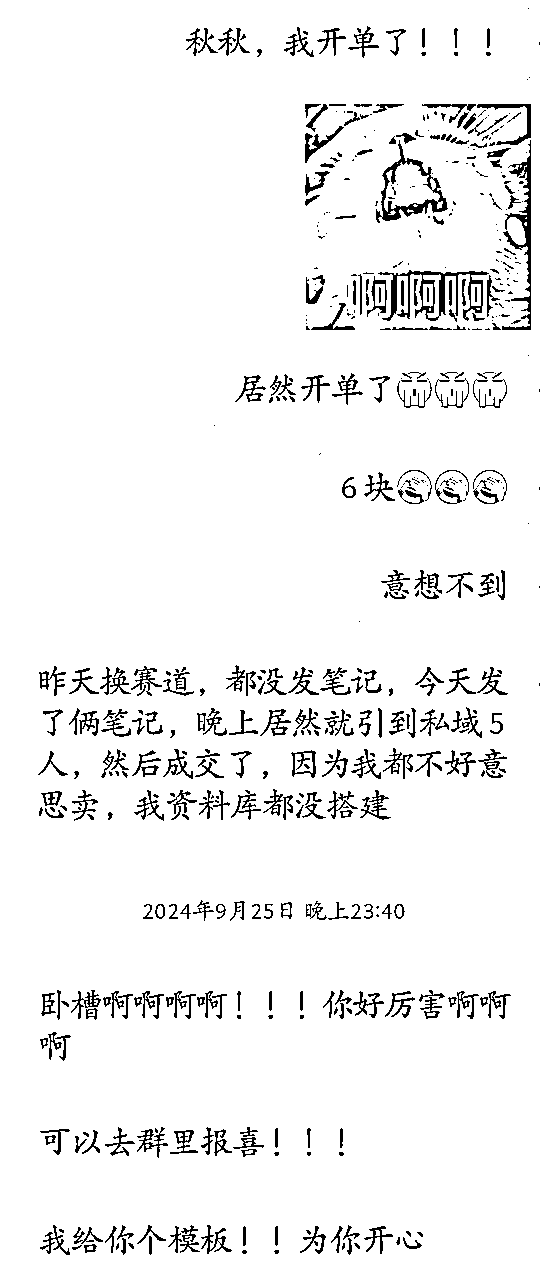 秋秋，我开单了！！！
啊啊啊
居然开单了
6块
意想不到
昨天换赛道，都没发笔记，今天发
了俩笔记，晚上居然就引到私域5
人，然后成交了，因为我都不好意
思卖，我资料库都没搭建
2024年9月25日 晚上23:40
卧槽啊啊啊啊！！！你好厉害啊啊
啊
可以去群里报喜！！！
我给你个模板！！为你开心